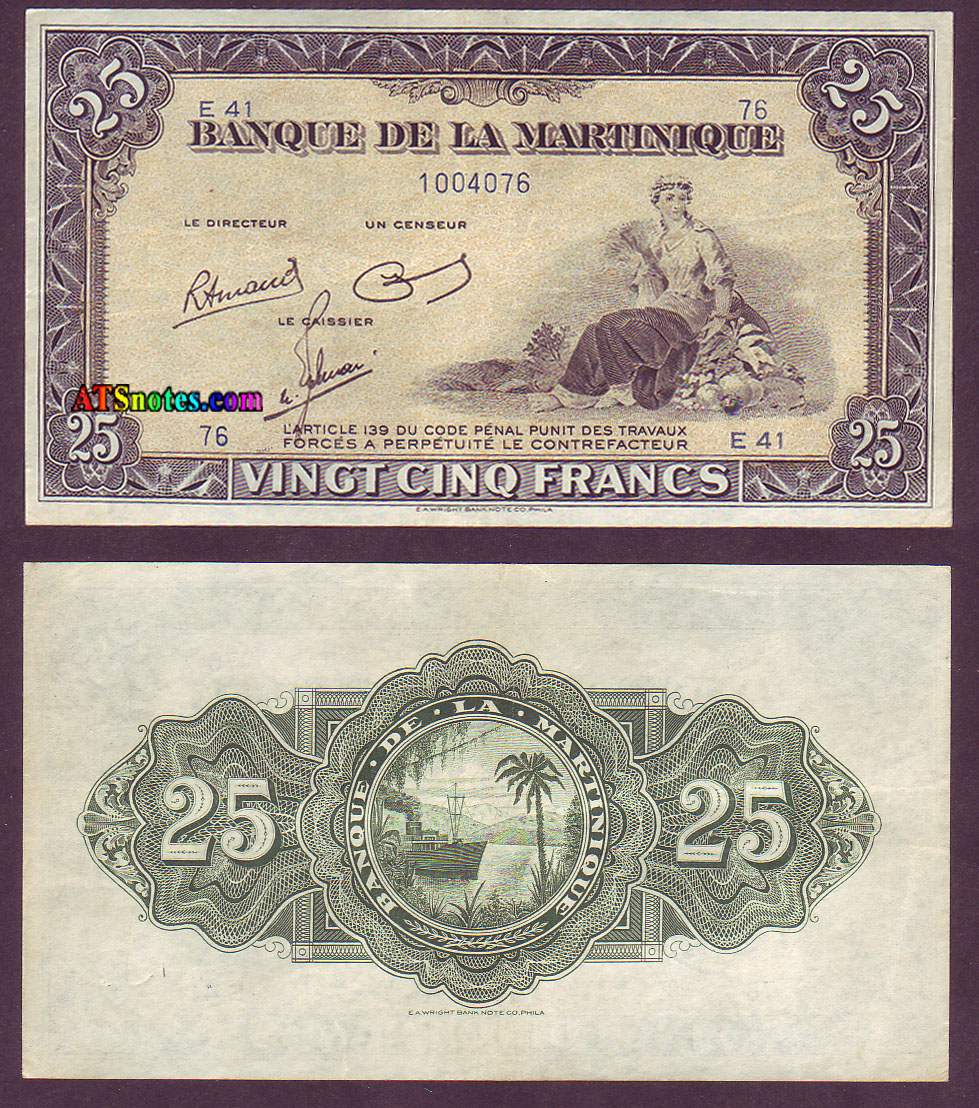 25
25
E 41
76
BANQUE DE LA MARTINIQUE
1004076
LE DIRECTEUR
UN CENSEUR
LE CAISSIER
ATSnotes.com
25
76
L'ARTICLE 139 DU CODE PÉNAL PUNIT DES TRAVAUX
FORCÉS A PERPÉTUITÉ LE CONTREFACTEUR
E 41
25
VINGT CINQ FRANCS
E.A.WRIGHT BANK NOTE CO. PHILA
BANQUE · DE · LA · MARTINIQUE
25
25
E.A.WRIGHT BANK NOTE CO. PHILA